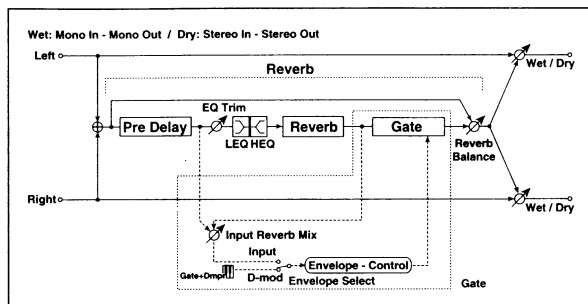 Wet: Mono In - Mono Out / Dry: Stereo In - Stereo Out
Left
Wet / Dry
Reverb
EQ Trim
Pre Delay
LEQ HEQ
Reverb
Gate
Reverb
Balance
Right
Wet / Dry
Input Reverb Mix
Input
Gate+Dmpr
D-mod
Envelope - Control
Envelope Select
Gate